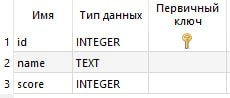 Имя Тип данных Первичный ключ
1 id INTEGER
2 name TEXT
3 score INTEGER